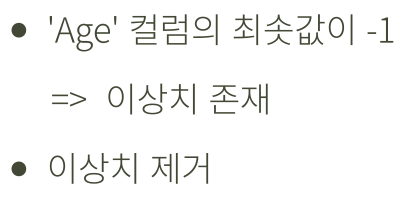 • 'Age' 컬럼의 최솟값이 -1
=> 이상치 존재
• 이상치 제거